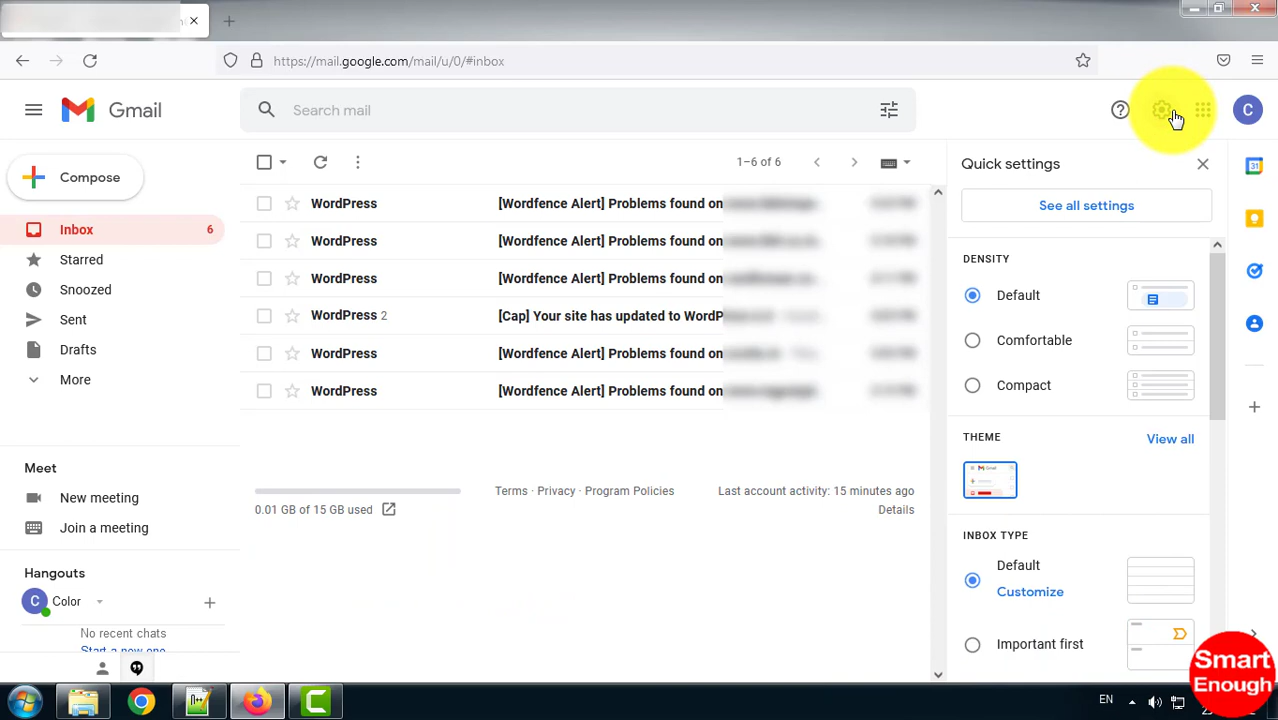 https://mail.google.com/mail/u/0/#inbox
Gmail
Search mail
C
Compose
1–6 of 6
Quick settings
See all settings
31
Inbox 6
Starred
Snoozed
Sent
Drafts
More
WordPress [Wordfence Alert] Problems found on
WordPress [Wordfence Alert] Problems found on
WordPress [Wordfence Alert] Problems found on
WordPress 2 [Cap] Your site has updated to WordP
WordPress [Wordfence Alert] Problems found on
WordPress [Wordfence Alert] Problems found on
DENSITY
Default
Comfortable
Compact
THEME View all
Gmail
INBOX TYPE
Default
Customize
Important first
Meet
New meeting
Join a meeting
0.01 GB of 15 GB used
Terms · Privacy · Program Policies
Last account activity: 15 minutes ago
Details
Hangouts
C Color
No recent chats
Start a new one
EN
Smart
Enough